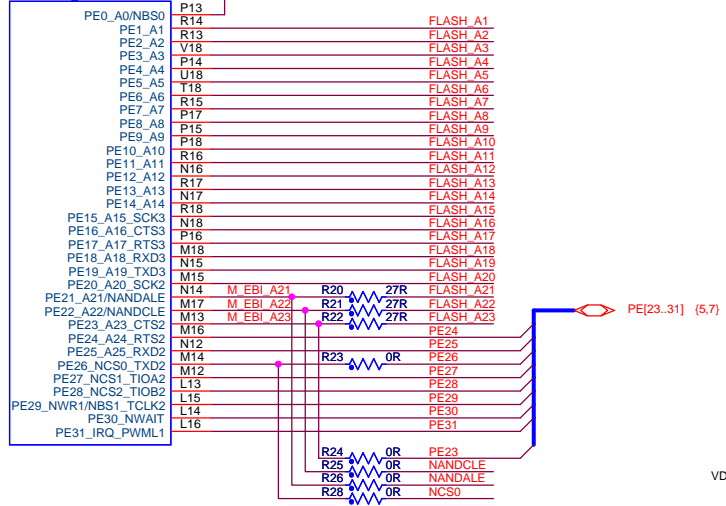 PE0_A0/NBS0 P13
PE1_A1 R14 FLASH_A1
PE2_A2 R13 FLASH_A2
PE3_A3 V18 FLASH_A3
PE4_A4 P14 FLASH_A4
PE5_A5 U18 FLASH_A5
PE6_A6 T18 FLASH_A6
PE7_A7 R15 FLASH_A7
PE8_A8 P17 FLASH_A8
PE9_A9 P15 FLASH_A9
PE10_A10 P18 FLASH_A10
PE11_A11 R16 FLASH_A11
PE12_A12 N16 FLASH_A12
PE13_A13 R17 FLASH_A13
PE14_A14 N17 FLASH_A14
PE15_A15_SCK3 R18 FLASH_A15
PE16_A16_CTS3 N18 FLASH_A16
PE17_A17_RTS3 P16 FLASH_A17
PE18_A18_RXD3 M18 FLASH_A18
PE19_A19_TXD3 N15 FLASH_A19
PE20_A20_SCK2 M15 FLASH_A20
PE21_A21/NANDALE N14 M_EBI_A21 R20 27R FLASH_A21
PE22_A22/NANDCLE M17 M_EBI_A22 R21 27R FLASH_A22
PE23_A23_CTS2 M13 M_EBI_A23 R22 27R FLASH_A23
PE24_A24_RTS2 M16 PE24
PE25_A25_RXD2 N12 PE25
PE26_NCS0_TXD2 M14 R23 0R PE26
PE27_NCS1_TIOA2 M12 PE27
PE28_NCS2_TIOB2 L13 PE28
PE29_NWR1/NBS1_TCLK2 L15 PE29
PE30_NWAIT L14 PE30
PE31_IRQ_PWML1 L16 PE31
PE[23..31] {5,7}
R24 0R PE23
R25 0R NANDCLE
R26 0R NANDALE
R28 0R NCS0
VD